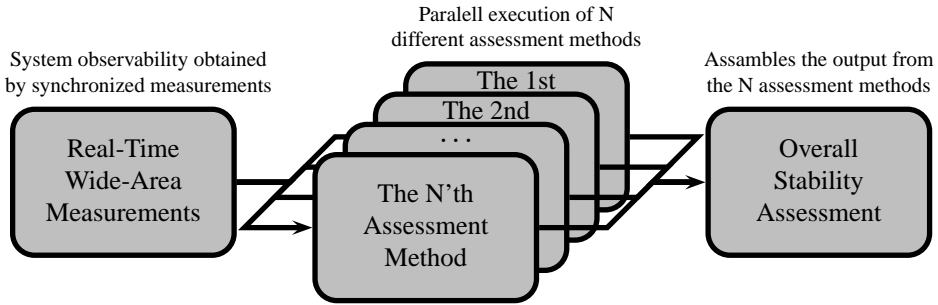 Paralell execution of N
different assessment methods
System observability obtained
by synchronized measurements
Assembles the output from
the N assessment methods
The 1st
The 2nd
...
Real-Time
Wide-Area
Measurements
The N'th
Assessment
Method
Overall
Stability
Assessment